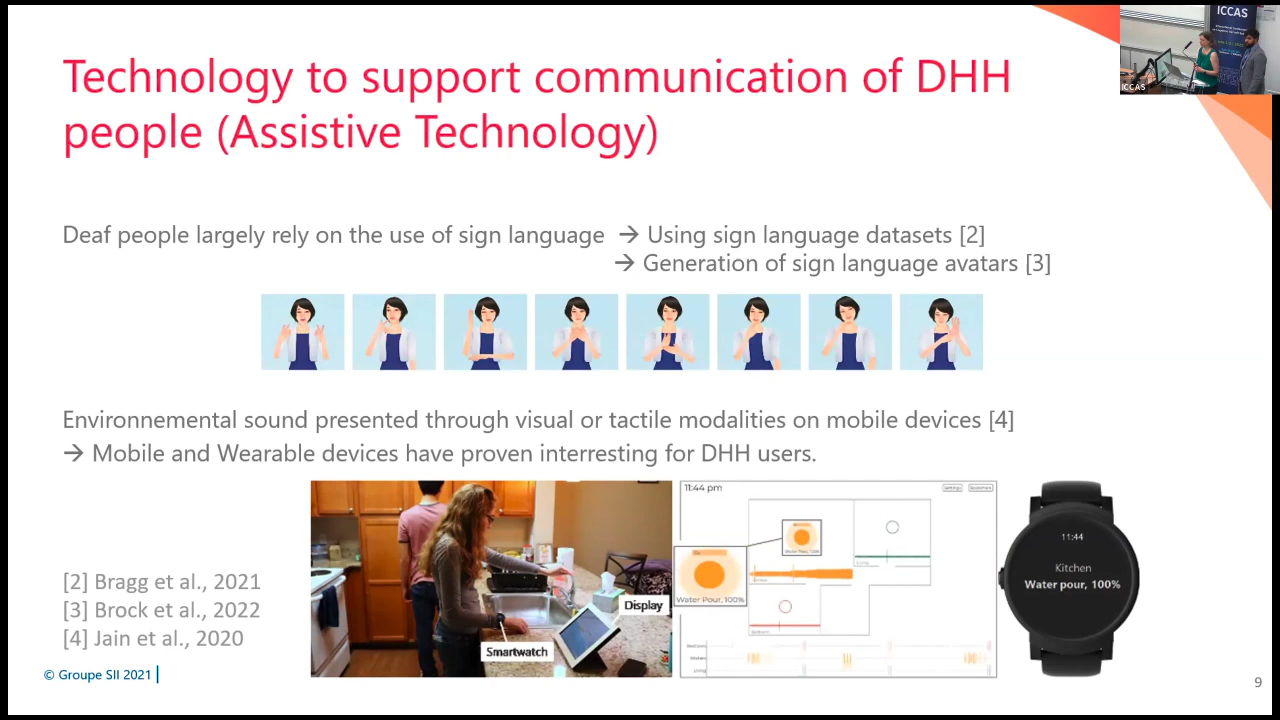 Technology to support communication of DHH
people (Assistive Technology)
Deaf people largely rely on the use of sign language → Using sign language datasets [2]
→ Generation of sign language avatars [3]
Environnemental sound presented through visual or tactile modalities on mobile devices [4]
→ Mobile and Wearable devices have proven interresting for DHH users.
Display
Smartwatch
11:44 pm
Settings
Water Pour, 100%
11:44
Kitchen
Water pour, 100%
[2] Bragg et al., 2021
[3] Brock et al., 2022
[4] Jain et al., 2020
© Groupe SII 2021
9
ICCAS
ICCAS